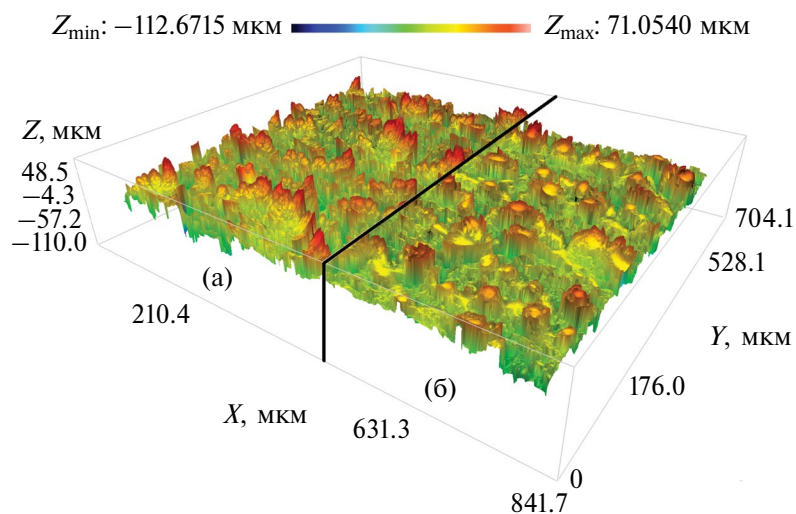 Zmin: −112.6715 мкм Zmax: 71.0540 мкм
Z, мкм
48.5
−4.3
−57.2
−110.0
(а)
210.4
X, мкм
(б)
631.3
841.7
0
176.0
Y, мкм
528.1
704.1